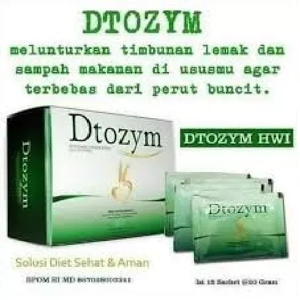 DTOZYM
melunturkan timbunan lemak dan
sampah makanan di ususmu agar
terbebas dari perut buncit.
Dtozym
DTOZYM HWI
Dtozym
Solusi Diet Sehat & Aman
BPOM RI MD
Isi 15 Sachet @20 Gram